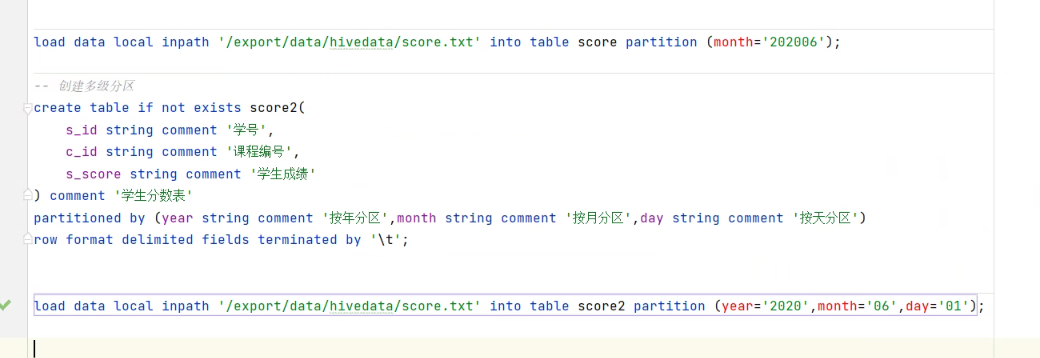 load data local inpath '/export/data/hivedata/score.txt' into table score partition (month='202006');
-- 创建多级分区
create table if not exists score2(
    s_id string comment '学号',
    c_id string comment '课程编号',
    s_score string comment '学生成绩'
) comment '学生分数表'
partitioned by (year string comment '按年分区',month string comment '按月分区',day string comment '按天分区')
row format delimited fields terminated by '\t';
load data local inpath '/export/data/hivedata/score.txt' into table score2 partition (year='2020',month='06',day='01');